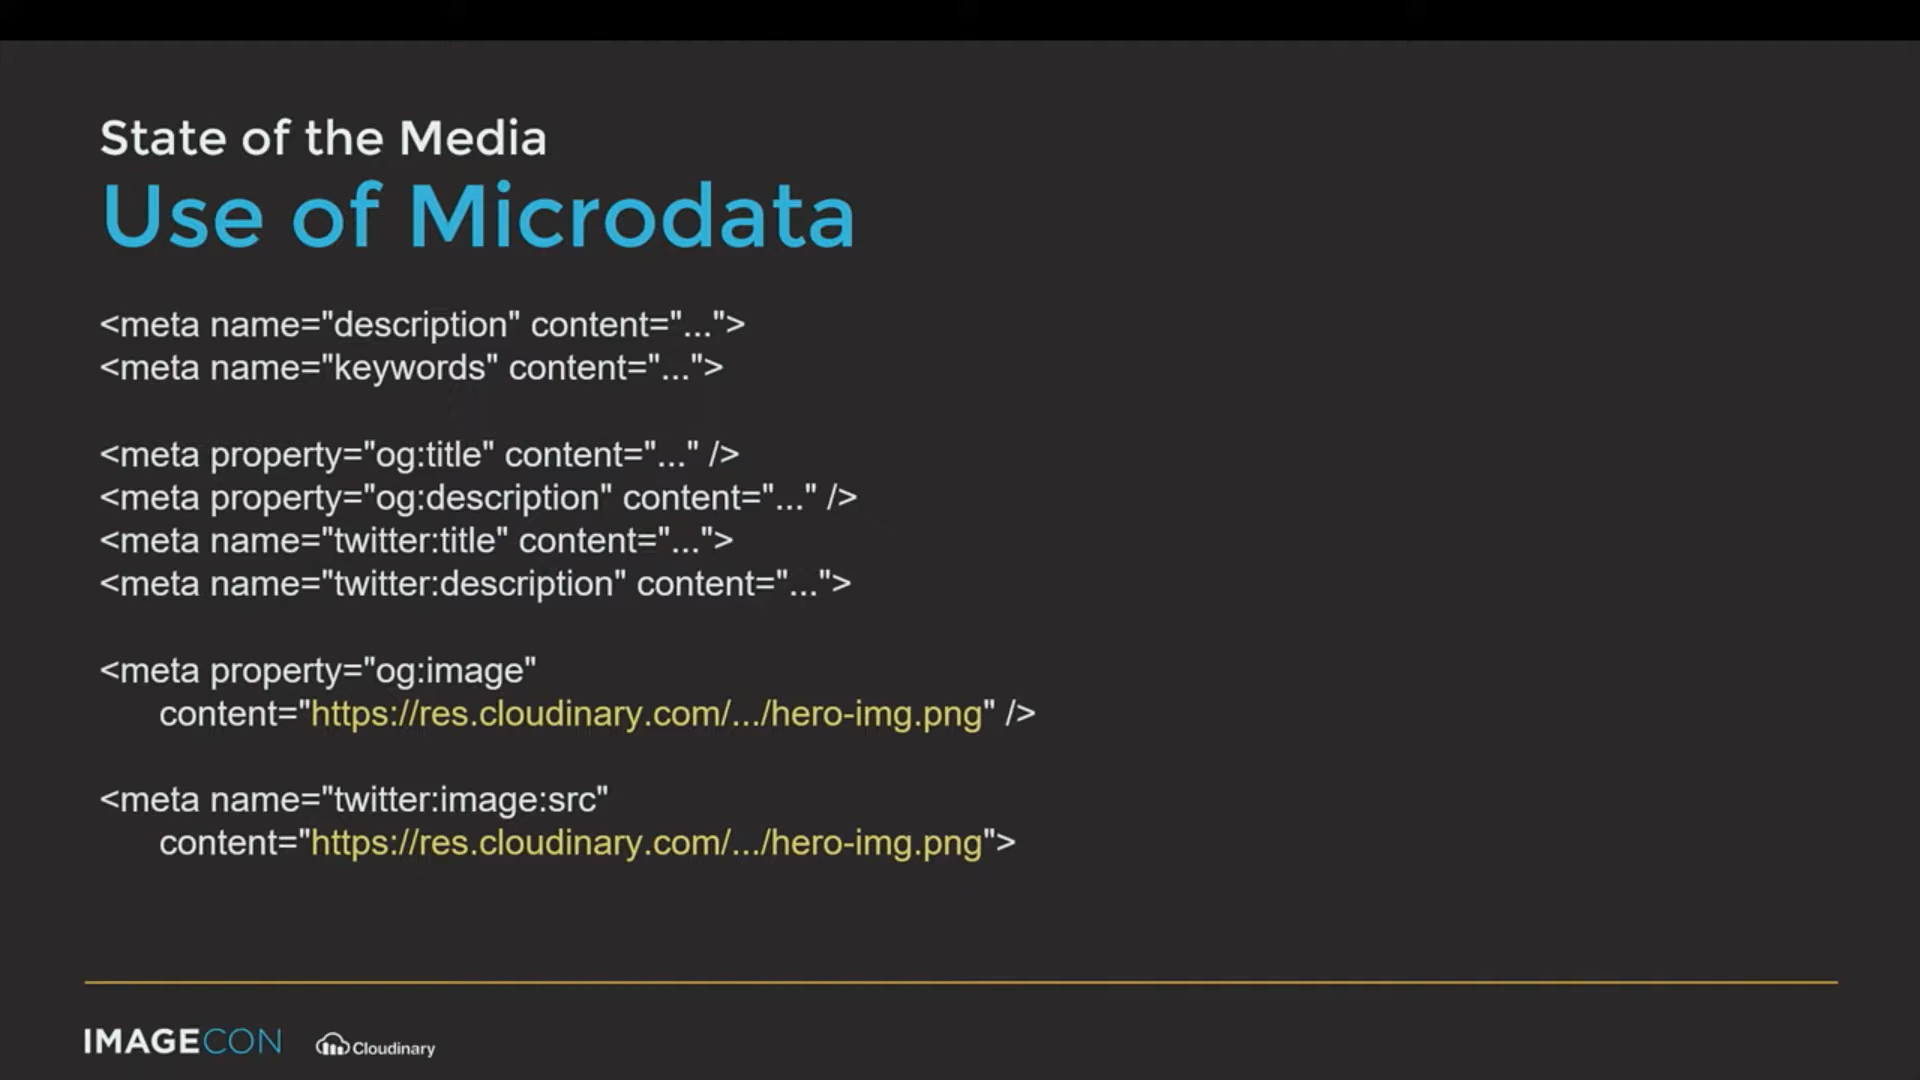 State of the Media
Use of Microdata
<meta name="description" content="...">
<meta name="keywords" content="...">
<meta property="og:title" content="..." />
<meta property="og:description" content="..." />
<meta name="twitter:title" content="...">
<meta name="twitter:description" content="...">
<meta property="og:image"
content="https://res.cloudinary.com/.../hero-img.png" />
<meta name="twitter:image:src"
content="https://res.cloudinary.com/.../hero-img.png">
IMAGECON Cloudinary